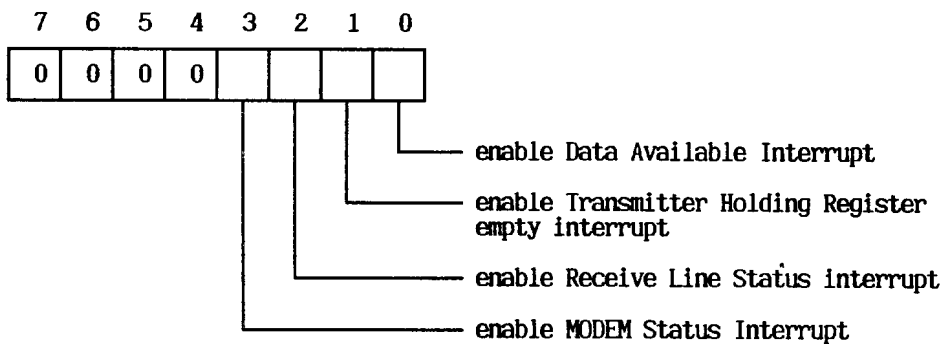 7 6 5 4 3 2 1 0
0 0 0 0
enable Data Available Interrupt
enable Transmitter Holding Register
empty interrupt
enable Receive Line Status interrupt
enable MODEM Status Interrupt